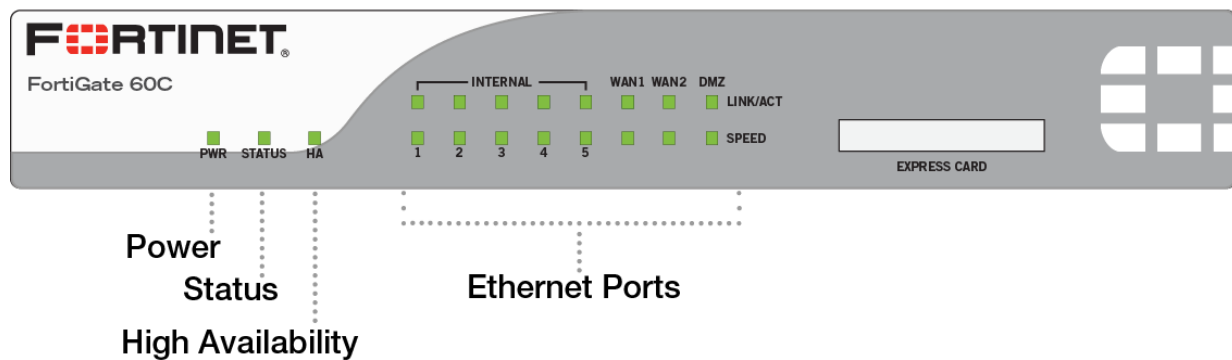 FORTINET®
FortiGate 60C
INTERNAL WAN1 WAN2 DMZ
LINK/ACT
PWR STATUS HA
1 2 3 4 5
SPEED
EXPRESS CARD
Power
Status
High Availability
Ethernet Ports